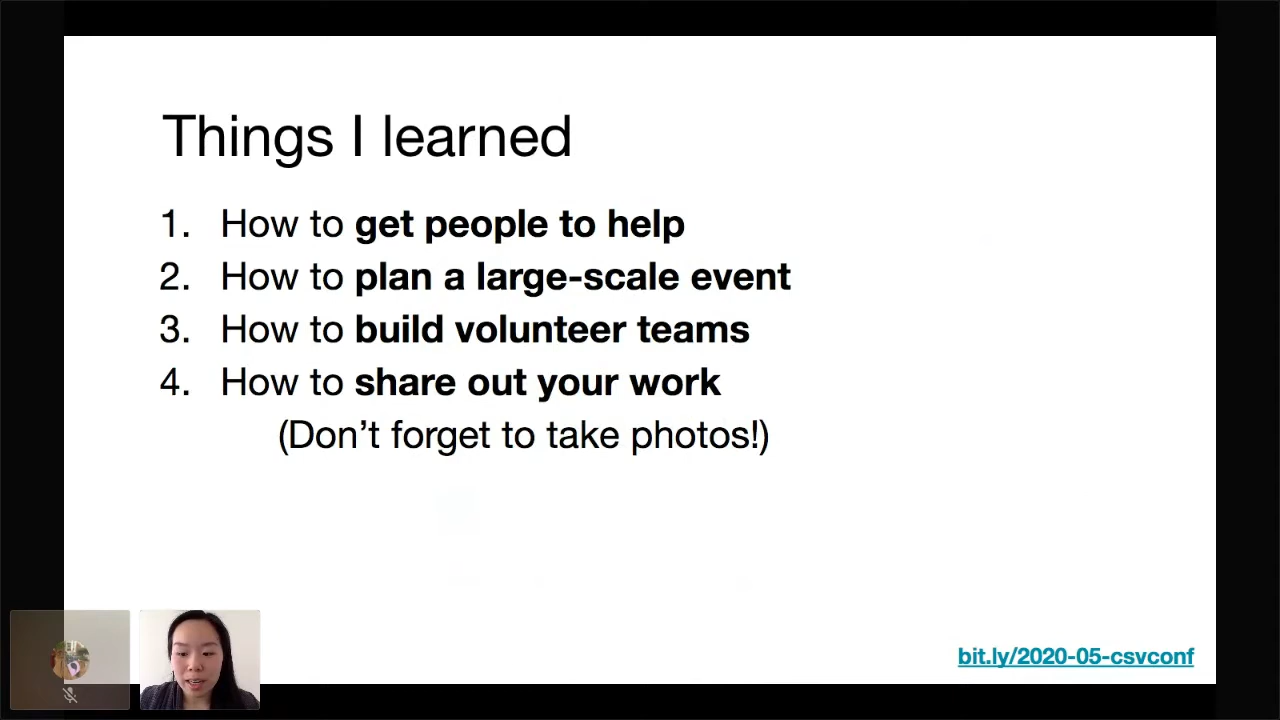 Things I learned
1. How to get people to help
2. How to plan a large-scale event
3. How to build volunteer teams
4. How to share out your work
(Don’t forget to take photos!)
bit.ly/2020-05-csvconf